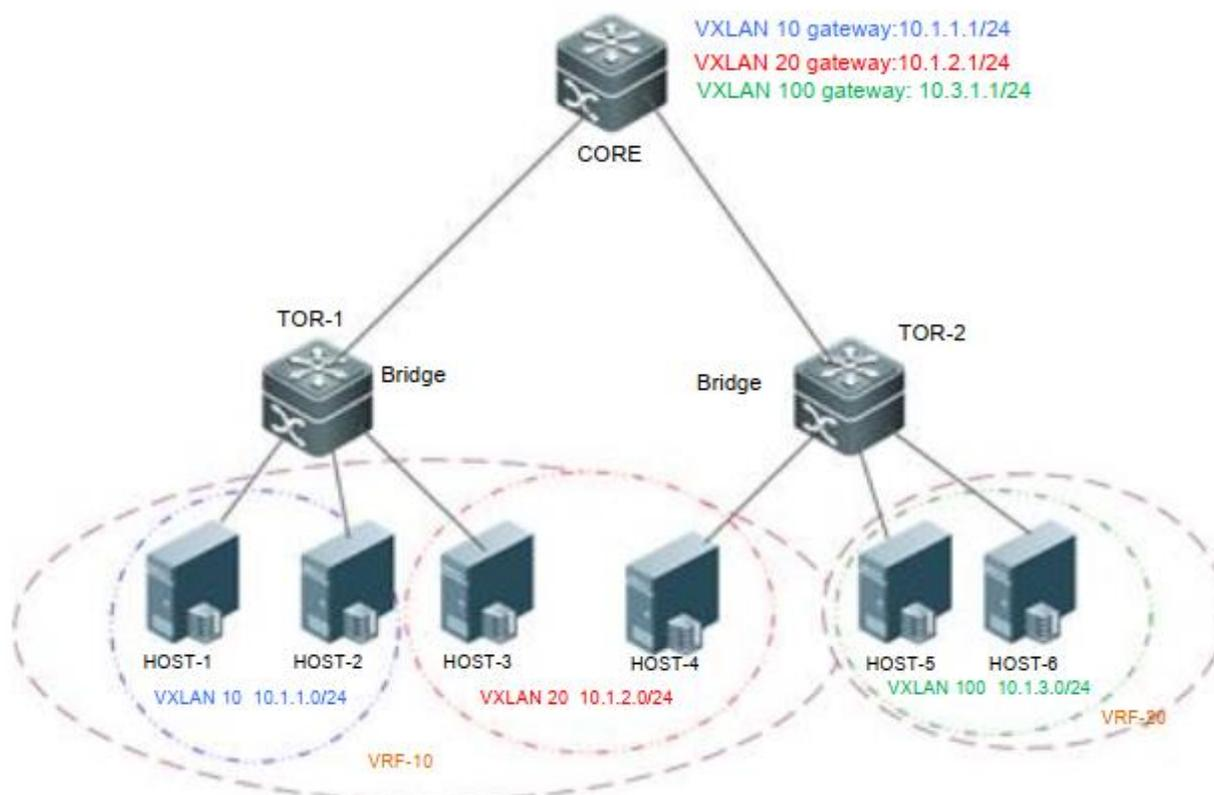 VXLAN 10 gateway:10.1.1.1/24
VXLAN 20 gateway:10.1.2.1/24
VXLAN 100 gateway: 10.3.1.1/24
CORE
TOR-1
TOR-2
Bridge
Bridge
HOST-1
HOST-2
HOST-3
HOST-4
HOST-5
HOST-6
VXLAN 10 10.1.1.0/24
VXLAN 20 10.1.2.0/24
VXLAN 100 10.1.3.0/24
VRF-10
VRF-20